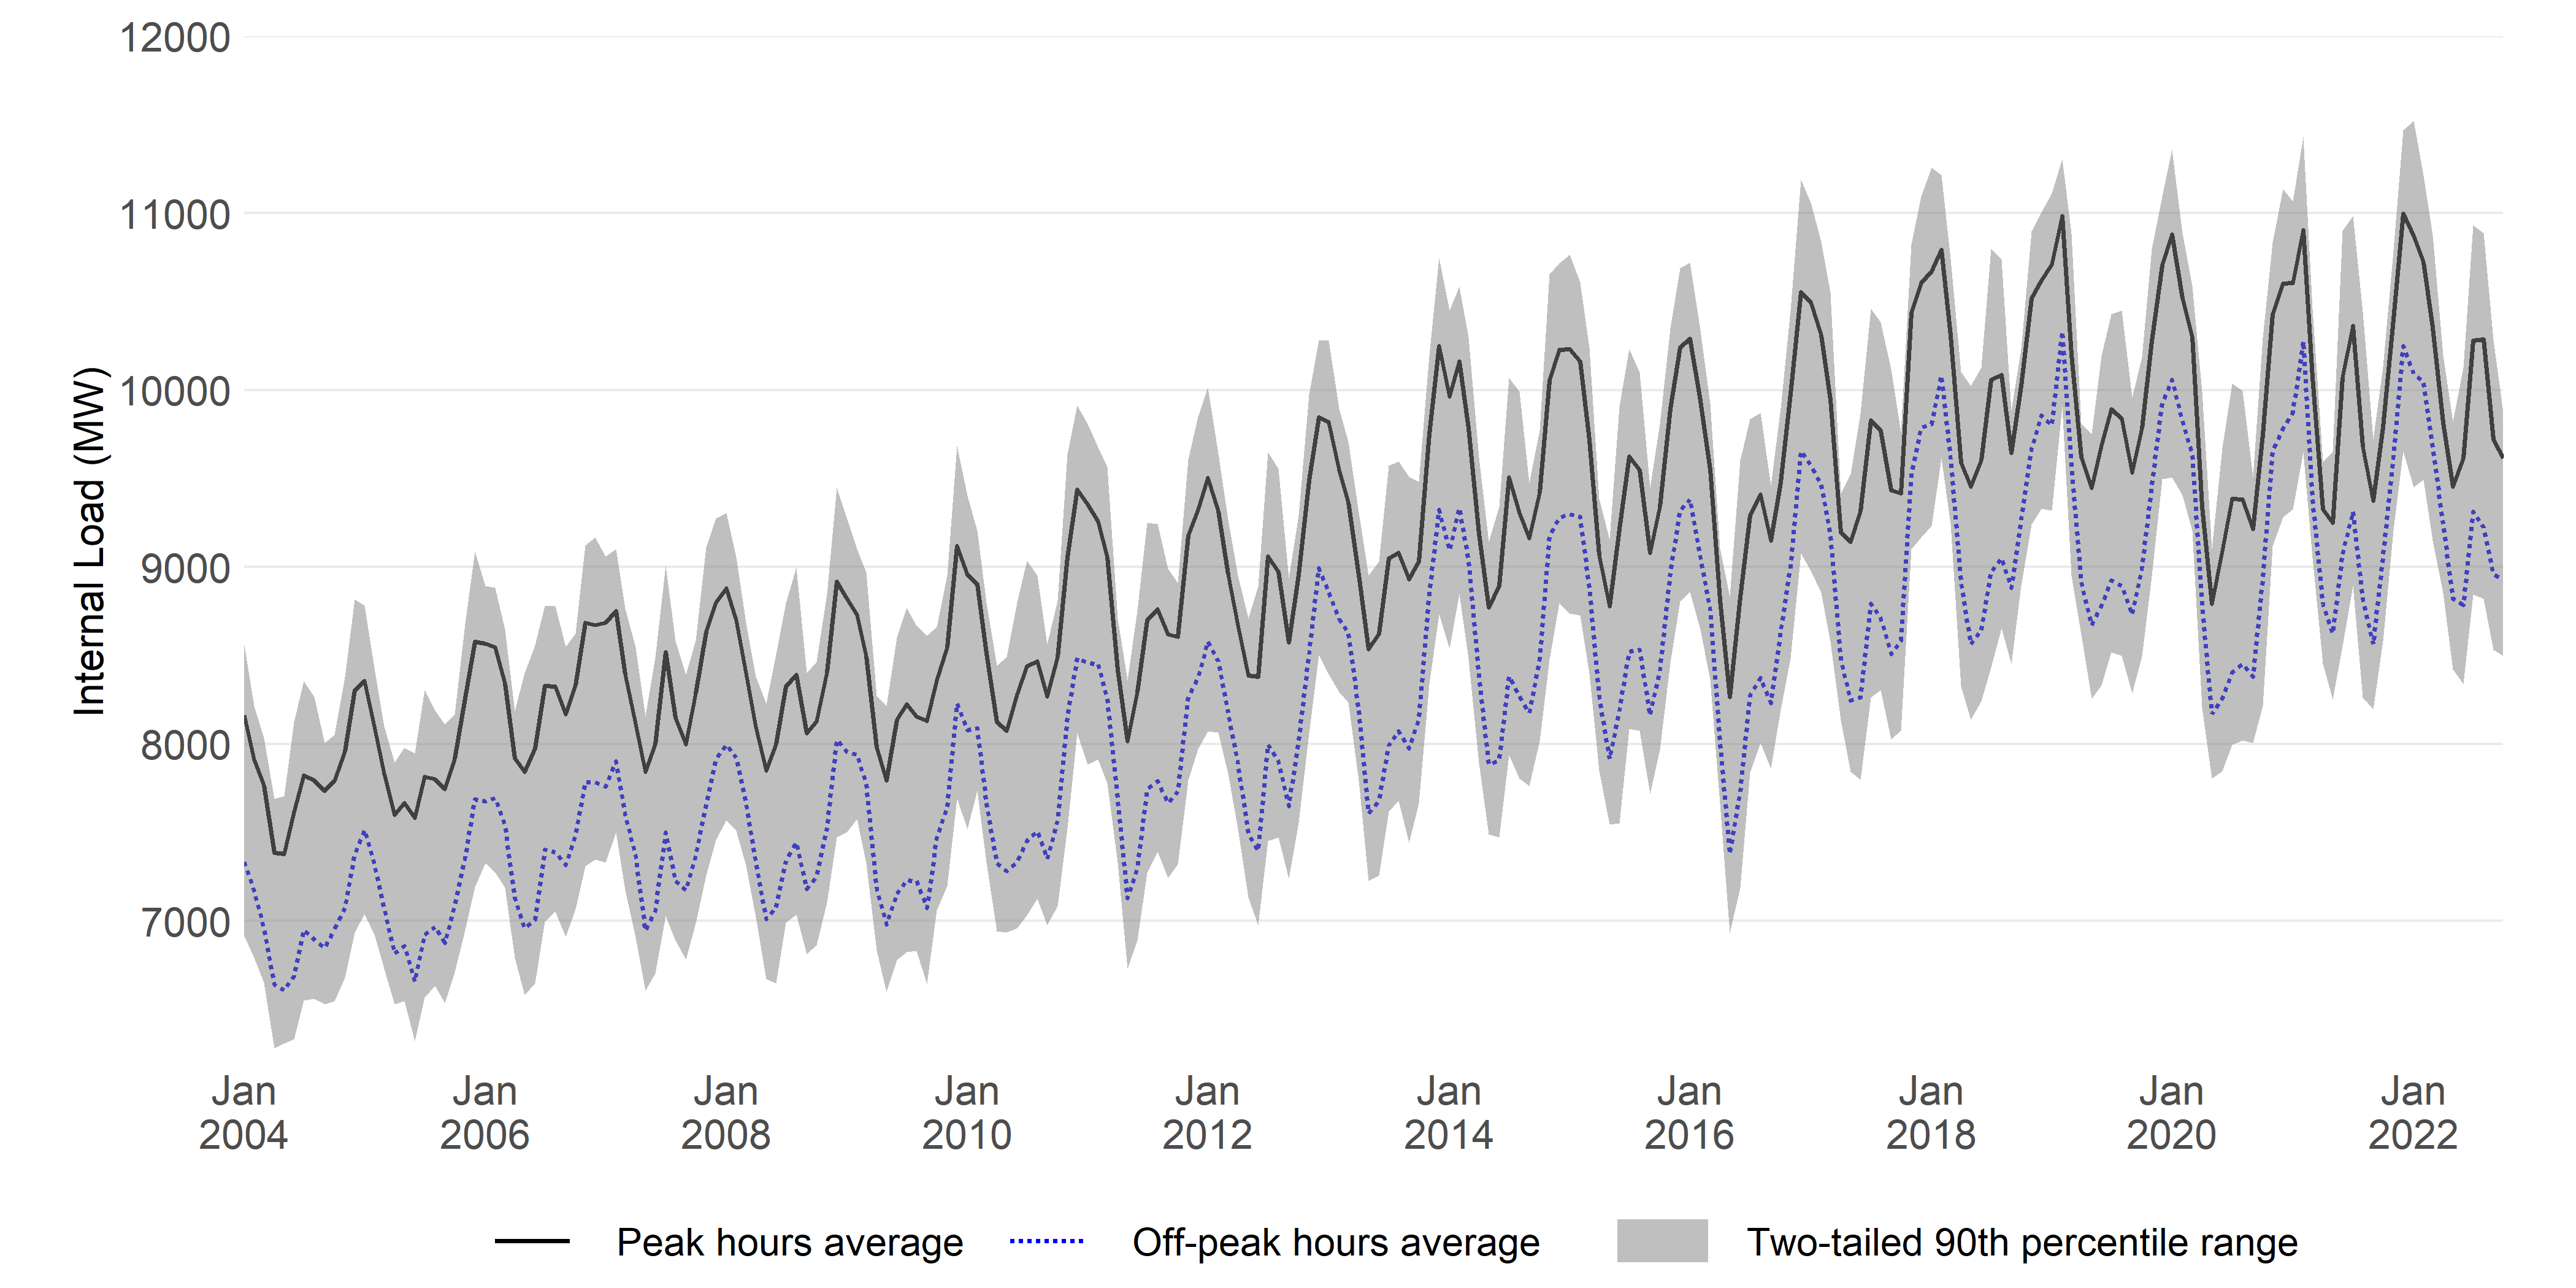 12000
11000
10000
9000
8000
7000
Internal Load (MW)
Jan Jan Jan Jan Jan Jan Jan Jan Jan Jan
2004 2006 2008 2010 2012 2014 2016 2018 2020 2022
Peak hours average Off-peak hours average Two-tailed 90th percentile range